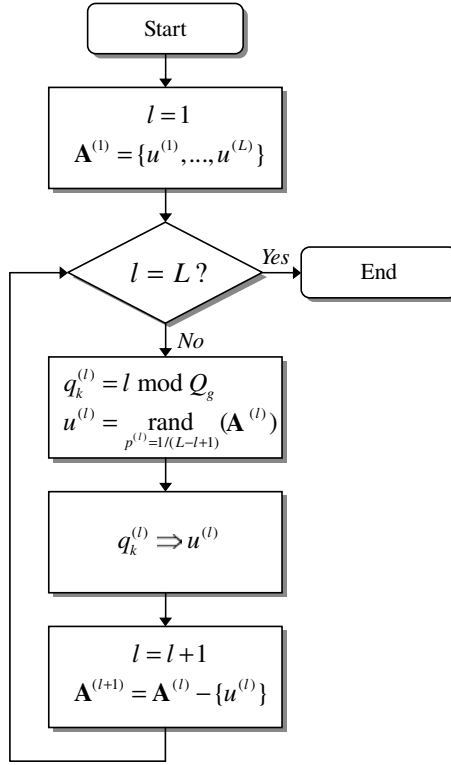 Start
l = 1
A^(1) = {u^(1),...,u^(L)}
l = L ?
Yes
End
No
q_k^(l) = l mod Q_g
u^(l) = rand_{p^(l)=1/(L−l+1)} (A^(l))
q_k^(l) ⇒ u^(l)
l = l+1
A^(l+1) = A^(l) − {u^(l)}